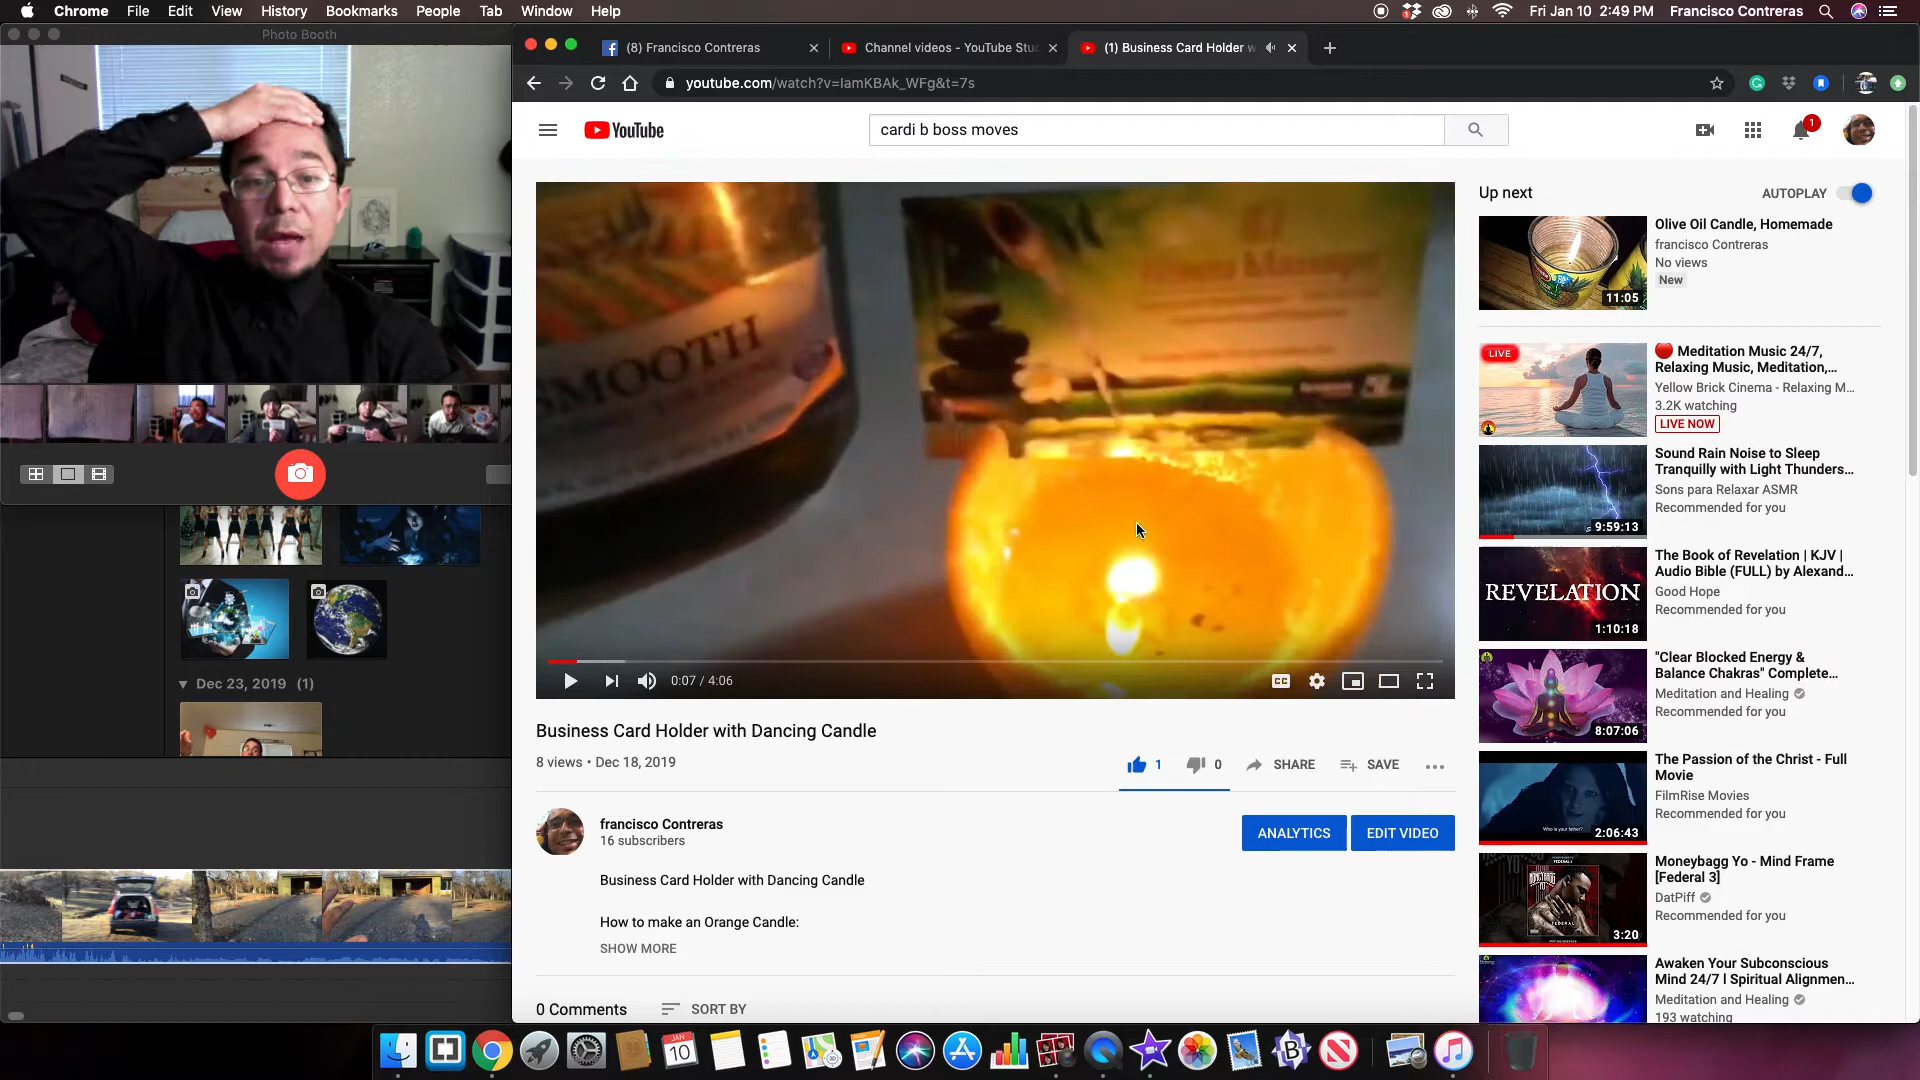 Chrome File Edit View History Bookmarks People Tab Window Help
Fri Jan 10 2:49 PM Francisco Contreras
Photo Booth
(8) Francisco Contreras
Channel videos - YouTube Stu
(1) Business Card Holder w
youtube.com/watch?v=IamKBAk_WFg&t=7s
YouTube
cardi b boss moves
1
SMOOTH
0:07 / 4:06
CC
Business Card Holder with Dancing Candle
8 views • Dec 18, 2019
1
0
SHARE
SAVE
francisco Contreras
16 subscribers
ANALYTICS
EDIT VIDEO
Business Card Holder with Dancing Candle
How to make an Orange Candle:
SHOW MORE
0 Comments
SORT BY
Up next
AUTOPLAY
Olive Oil Candle, Homemade
francisco Contreras
No views
New
11:05
LIVE
Meditation Music 24/7,
Relaxing Music, Meditation,...
Yellow Brick Cinema - Relaxing M...
3.2K watching
LIVE NOW
Sound Rain Noise to Sleep
Tranquilly with Light Thunders...
Sons para Relaxar ASMR
Recommended for you
9:59:13
The Book of Revelation | KJV |
Audio Bible (FULL) by Alexand...
Good Hope
Recommended for you
REVELATION
1:10:18
"Clear Blocked Energy &
Balance Chakras" Complete...
Meditation and Healing
Recommended for you
8:07:06
The Passion of the Christ - Full
Movie
FilmRise Movies
Recommended for you
Who is your father?
2:06:43
Moneybagg Yo - Mind Frame
[Federal 3]
DatPiff
Recommended for you
3:20
Awaken Your Subconscious
Mind 24/7 l Spiritual Alignmen...
Meditation and Healing
193 watching
Dec 23, 2019 (1)
JAN
10